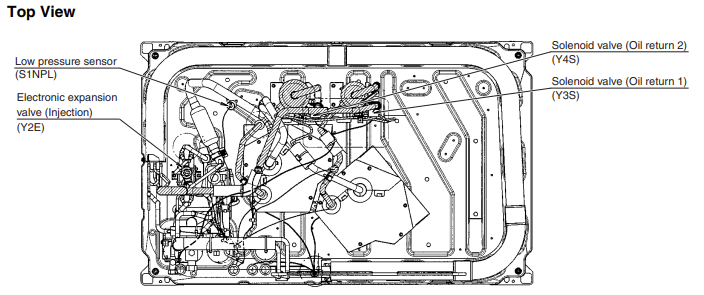 Top View
Low pressure sensor
(S1NPL)
Electronic expansion
valve (Injection)
(Y2E)
Solenoid valve (Oil return 2)
(Y4S)
Solenoid valve (Oil return 1)
(Y3S)